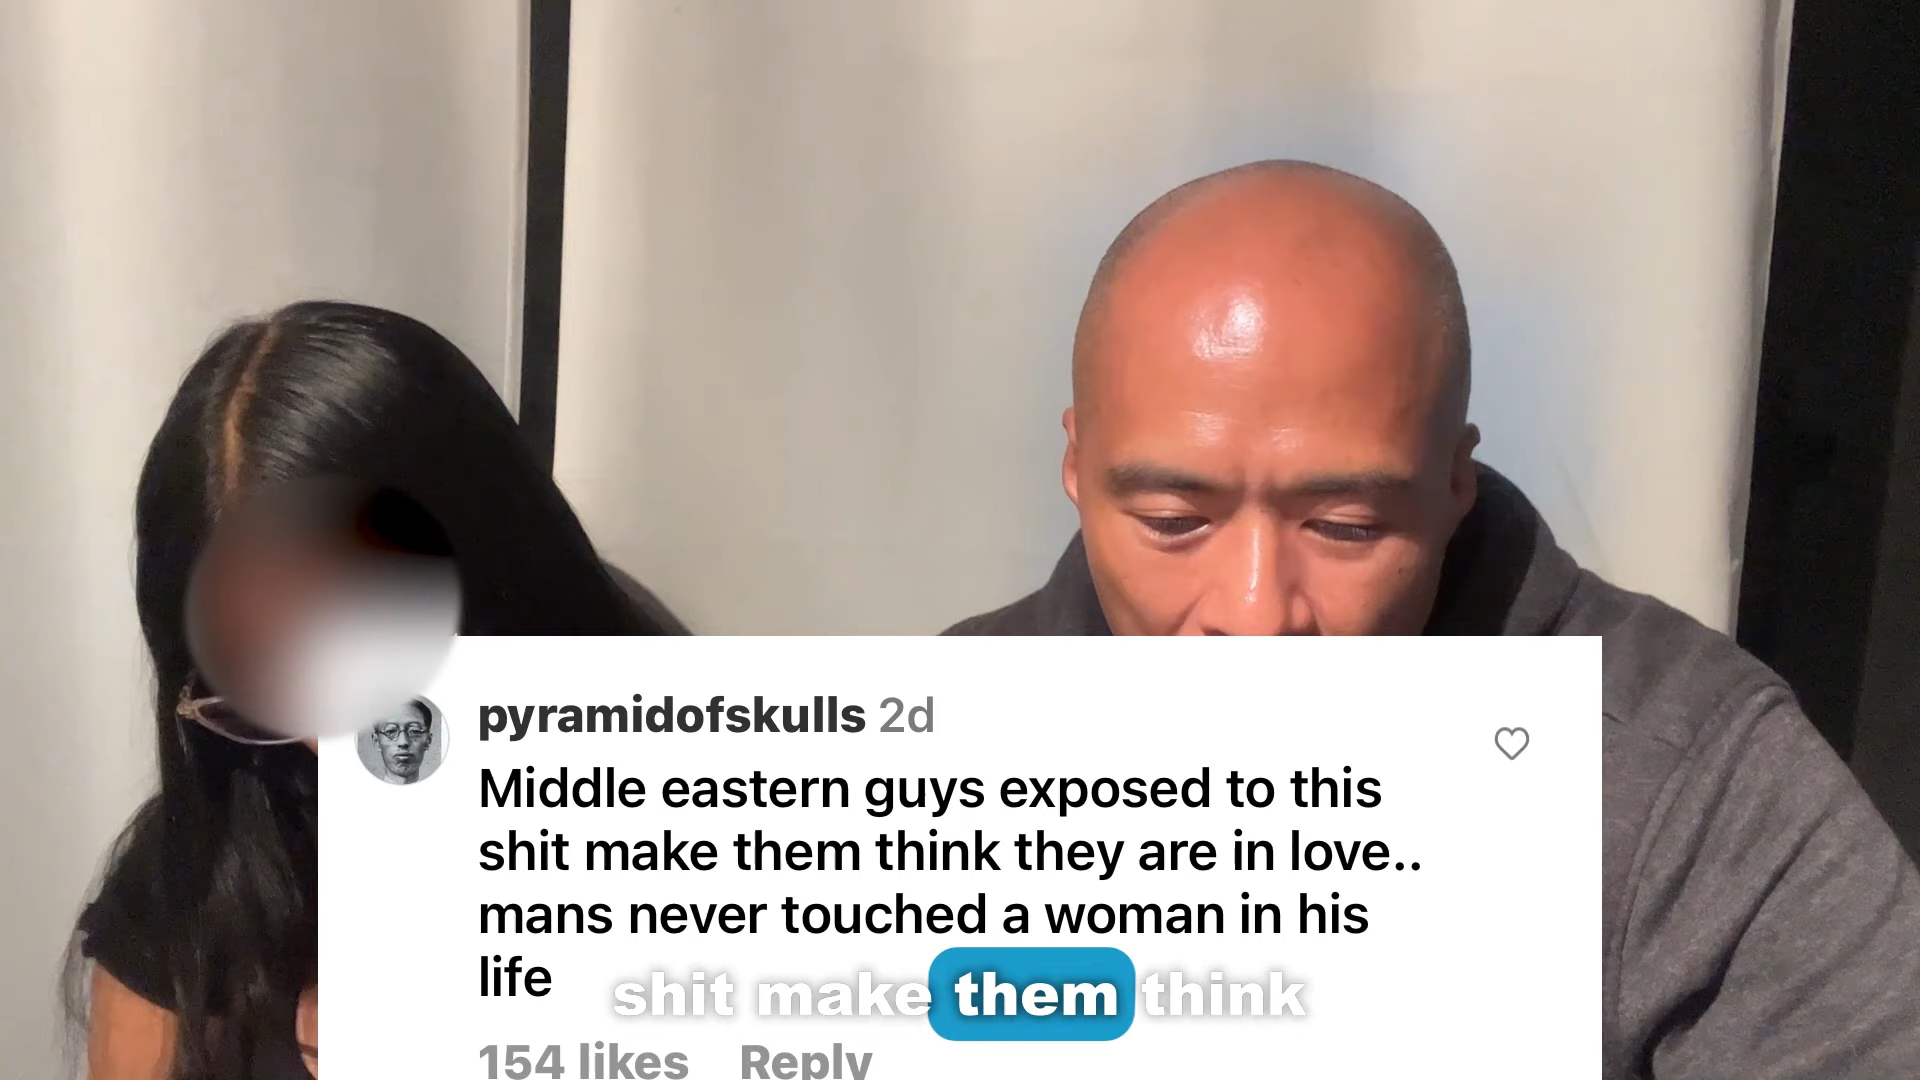 pyramidofskulls 2d
Middle eastern guys exposed to this
shit make them think they are in love..
mans never touched a woman in his
life
shit make them think
154 likes Reply